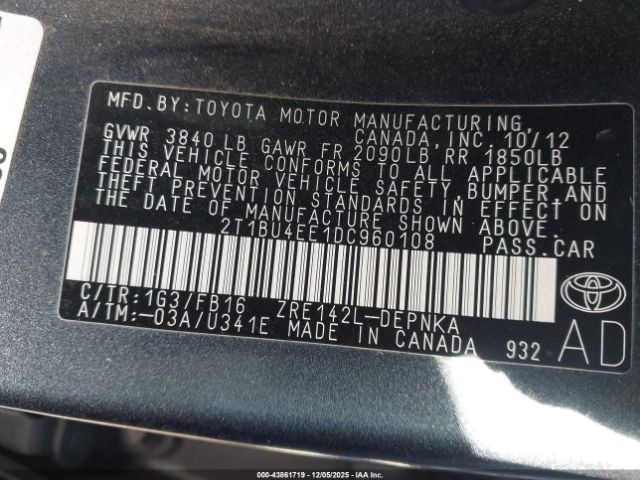 MFD.BY:TOYOTA MOTOR MANUFACTURING,
CANADA, INC. 10/12
GVWR 3840 LB GAWR FR 2090LB RR 1850LB
THIS VEHICLE CONFORMS TO ALL APPLICABLE
FEDERAL MOTOR VEHICLE SAFETY, BUMPER, AND
THEFT PREVENTION STANDARDS IN EFFECT ON
THE DATE OF MANUFACTURE SHOWN ABOVE.
2T1BU4EE1DC960108 PASS.CAR
C/TR:1G3/FB16 ZRE142L-DEPNKA
A/TM:-03A/U341E MADE IN CANADA 932 AD
000-43861719 - 12/05/2025 - IAA, Inc.